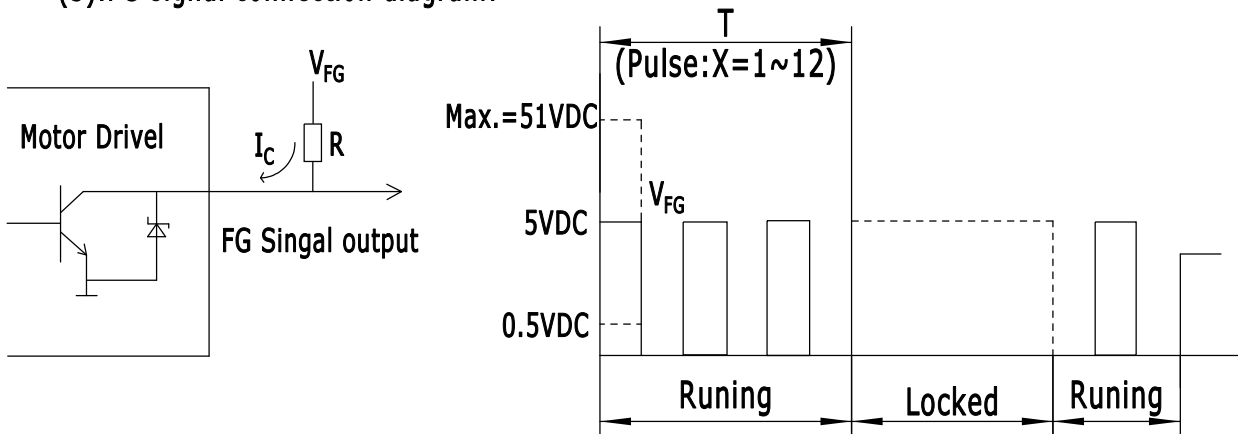 (3).FG signal connection diagram:
V_FG
Motor Drivel
I_C
R
FG Singal output
T
(Pulse:X=1~12)
Max.=51VDC
V_FG
5VDC
0.5VDC
Runing
Locked
Runing